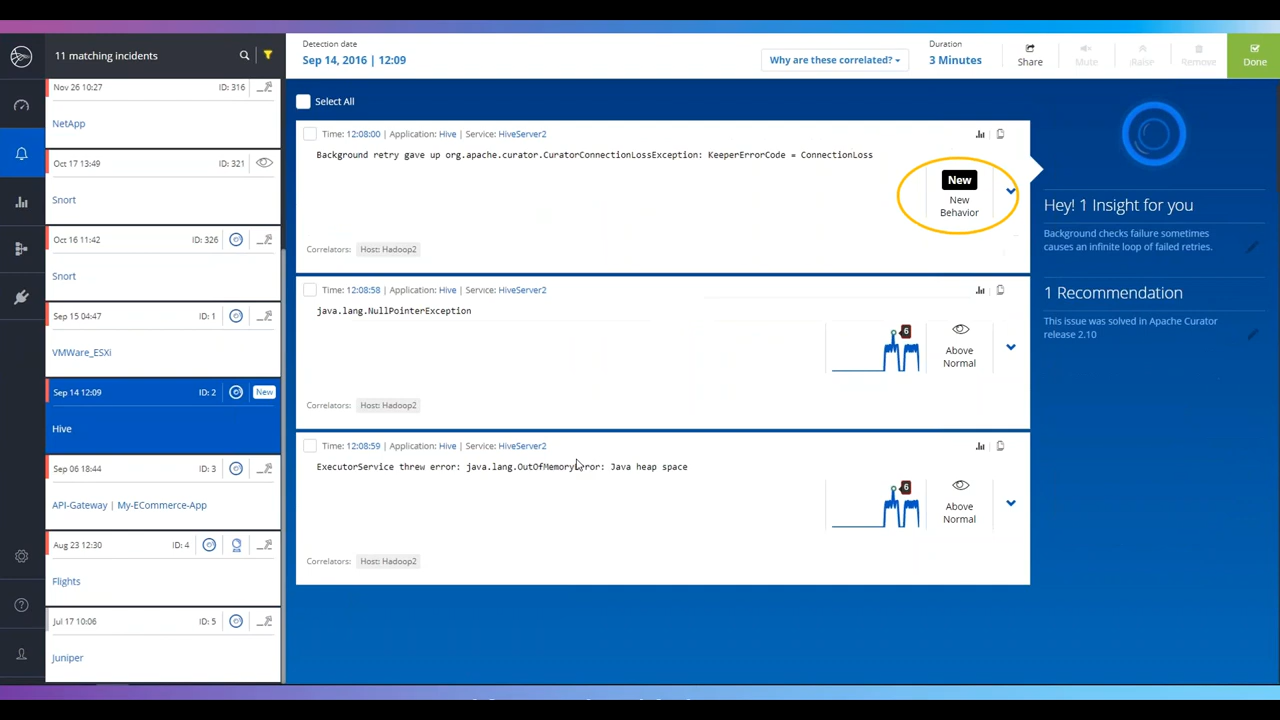 11 matching incidents
Nov 26 10:27 ID: 316
NetApp
Oct 17 13:49 ID: 321
Snort
Oct 16 11:42 ID: 326
Snort
Sep 15 04:47 ID: 1
VMWare_ESXi
Sep 14 12:09 ID: 2 New
Hive
Sep 06 18:44 ID: 3
API-Gateway | My-ECommerce-App
Aug 23 12:30 ID: 4
Flights
Jul 17 10:06 ID: 5
Juniper
Detection date
Sep 14, 2016 | 12:09
Why are these correlated?
Duration
3 Minutes
Share
Mute
Raise
Remove
Done
Select All
Time: 12:08:00 | Application: Hive | Service: HiveServer2
Background retry gave up org.apache.curator.CuratorConnectionLossException: KeeperErrorCode = ConnectionLoss
New
New
Behavior
Correlators: Host: Hadoop2
Time: 12:08:58 | Application: Hive | Service: HiveServer2
java.lang.NullPointerException
6
Above
Normal
Correlators: Host: Hadoop2
Time: 12:08:59 | Application: Hive | Service: HiveServer2
ExecutorService threw error: java.lang.OutOfMemoryError: Java heap space
6
Above
Normal
Correlators: Host: Hadoop2
Hey! 1 Insight for you
Background checks failure sometimes
causes an infinite loop of failed retries.
1 Recommendation
This issue was solved in Apache Curator
release 2.10